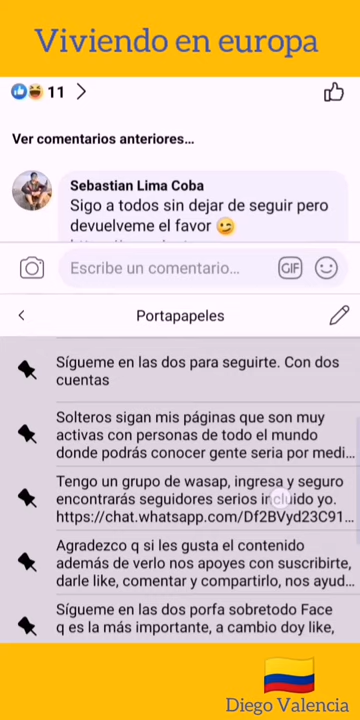 Viviendo en europa
11
Ver comentarios anteriores...
Sebastian Lima Coba
Sigo a todos sin dejar de seguir pero
devuelveme el favor 😉
Escribe un comentario...
GIF
Portapapeles
Sígueme en las dos para seguirte. Con dos
cuentas
Solteros sigan mis páginas que son muy
activas con personas de todo el mundo
donde podrás conocer gente seria por medi...
Tengo un grupo de wasap, ingresa y seguro
encontrarás seguidores serios incluido yo.
https://chat.whatsapp.com/Df2BVyd23C91...
Agradezco q si les gusta el contenido
además de verlo nos apoyes con suscribirte,
darle like, comentar y compartirlo, nos ayud...
Sígueme en las dos porfa sobretodo Face
q es la más importante, a cambio doy like,
Diego Valencia